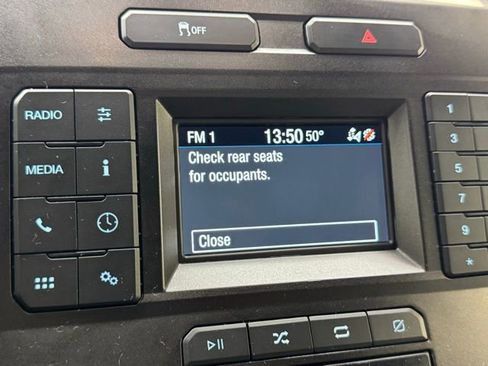 OFF
RADIO
MEDIA
FM 1 13:50 50°
Check rear seats
for occupants.
Close
1
3
5
7
9
*